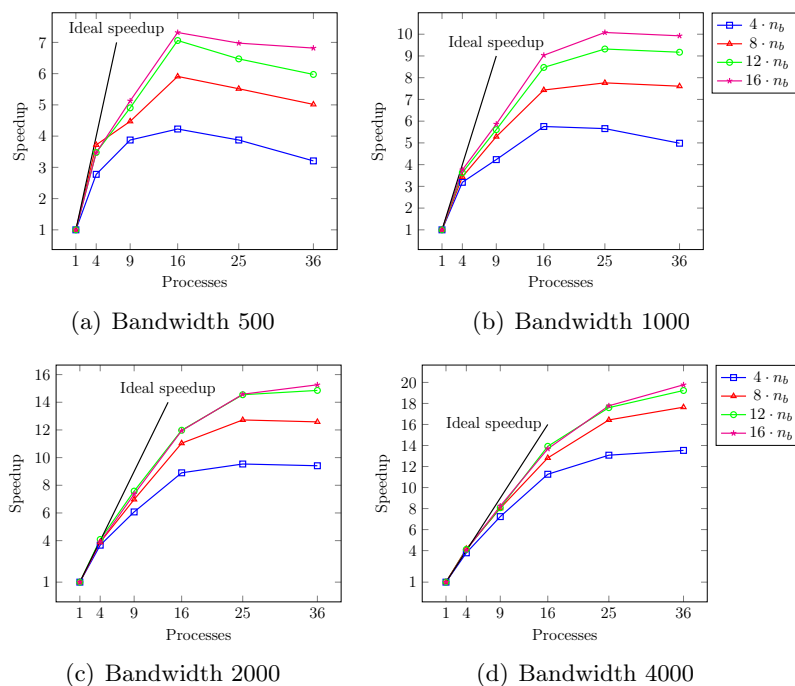 Ideal speedup
7
6
5
4
3
2
1
Speedup
1 4 9 16 25 36
Processes
(a) Bandwidth 500
Ideal speedup
10
9
8
7
6
5
4
3
2
1
Speedup
1 4 9 16 25 36
Processes
(b) Bandwidth 1000
4 · n_b
8 · n_b
12 · n_b
16 · n_b
Ideal speedup
16
14
12
10
8
6
4
1
Speedup
1 4 9 16 25 36
Processes
(c) Bandwidth 2000
Ideal speedup
20
18
16
14
12
10
8
6
4
1
Speedup
1 4 9 16 25 36
Processes
(d) Bandwidth 4000
4 · n_b
8 · n_b
12 · n_b
16 · n_b